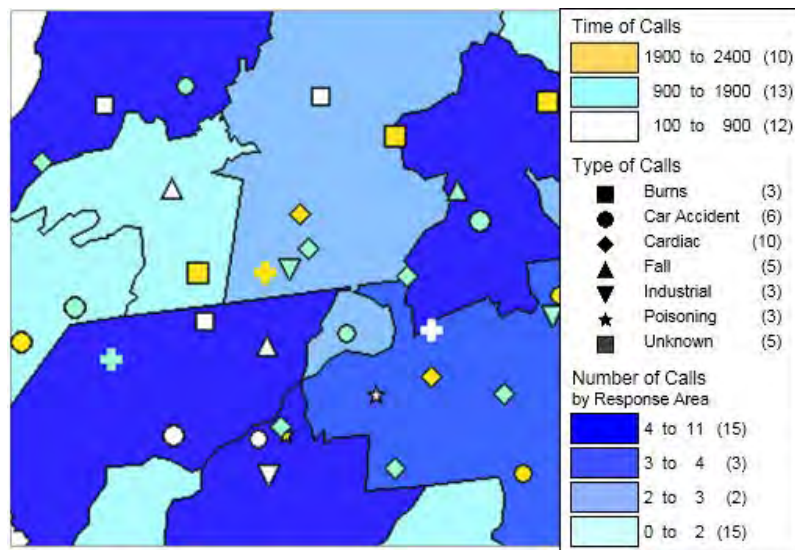 Time of Calls
1900 to 2400 (10)
900 to 1900 (13)
100 to 900 (12)
Type of Calls
Burns (3)
Car Accident (6)
Cardiac (10)
Fall (5)
Industrial (3)
Poisoning (3)
Unknown (5)
Number of Calls
by Response Area
4 to 11 (15)
3 to 4 (3)
2 to 3 (2)
0 to 2 (15)